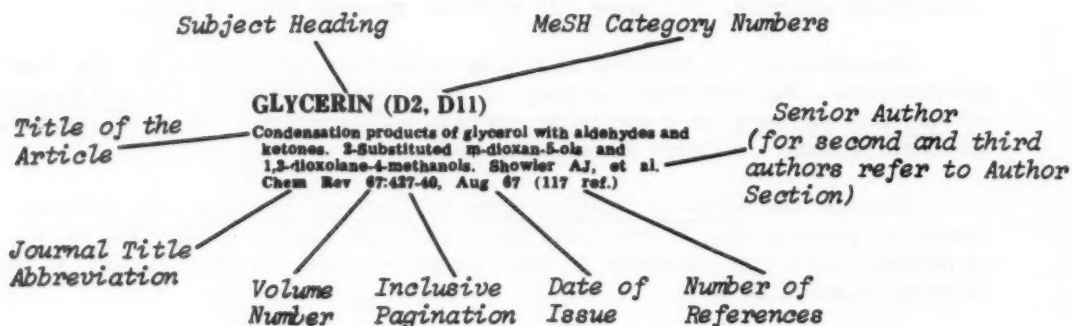 Subject Heading
MeSH Category Numbers
GLYCERIN (D2, D11)
Title of the
Article
Condensation products of glycerol with aldehydes and
ketones. 2-Substituted m-dioxan-5-ols and
1,3-dioxolane-4-methanols. Showler AJ, et al.
Chem Rev 67:427-40, Aug 67 (117 ref.)
Senior Author
(for second and third
authors refer to Author
Section)
Journal Title
Abbreviation
Volume
Number
Inclusive
Pagination
Date of
Issue
Number of
References